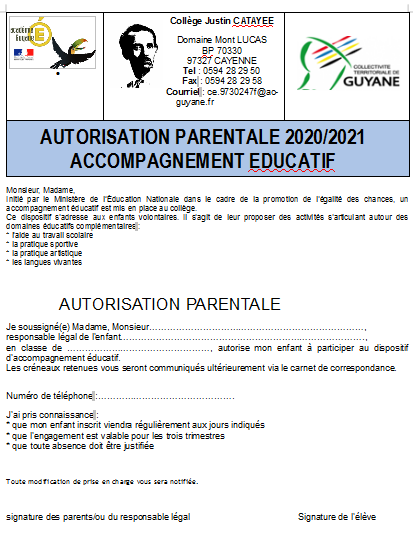 académie
Guyane
Collège Justin CATAYEE
Domaine Mont LUCAS
BP 70330
97327 CAYENNE
Tel : 0594 28 29 50
Fax : 0594 28 29 58
Courriel : ce.9730247f@ac-
guyane.fr
COLLECTIVITÉ
TERRITORIALE DE
GUYANE
AUTORISATION PARENTALE 2020/2021
ACCOMPAGNEMENT EDUCATIF
Monsieur, Madame,
Initié par le Ministère de l'Éducation Nationale dans le cadre de la promotion de l'égalité des chances, un
accompagnement éducatif est mis en place au collège.
Ce dispositif s'adresse aux enfants volontaires. Il s'agit de leur proposer des activités s'articulant autour des
domaines éducatifs complémentaires :
* l'aide au travail scolaire
* la pratique sportive
* la pratique artistique
* les langues vivantes
AUTORISATION PARENTALE
Je soussigné(e) Madame, Monsieur……………………………………………………………,
responsable légal de l'enfant……………………………………………………………………,
en classe de ……………………………………, autorise mon enfant à participer au dispositif
d'accompagnement éducatif.
Les créneaux retenues vous seront communiqués ultérieurement via le carnet de correspondance.
Numéro de téléphone :……………………………………
J'ai pris connaissance :
* que mon enfant inscrit viendra régulièrement aux jours indiqués
* que l'engagement est valable pour les trois trimestres
* que toute absence doit être justifiée
Toute modification de prise en charge vous sera notifiée.
signature des parents/ou du responsable légal Signature de l'élève